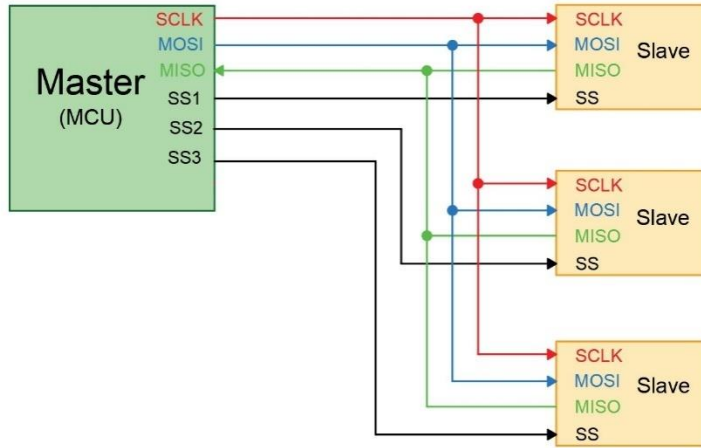 SCLK
MOSI
MISO
SS1
SS2
SS3
Master
(MCU)
SCLK
MOSI
MISO
SS
Slave
SCLK
MOSI
MISO
SS
Slave
SCLK
MOSI
MISO
SS
Slave